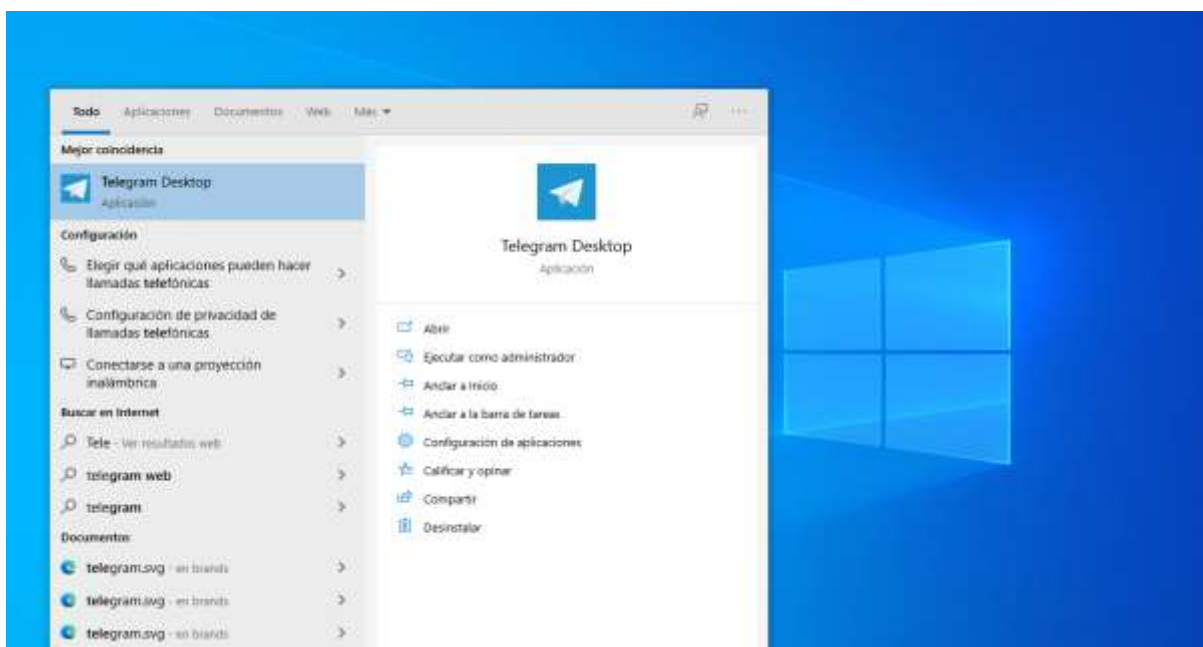 Todo Aplicaciones Documentos Web Más
Mejor coincidencia
Telegram Desktop
Aplicación
Configuración
Elegir qué aplicaciones pueden hacer
llamadas telefónicas
Configuración de privacidad de
llamadas telefónicas
Conectarse a una proyección
inalámbrica
Buscar en Internet
Tele - Ver resultados web
telegram web
telegram
Documentos
telegram.svg - en brands
telegram.svg - en brands
telegram.svg - en brands
Telegram Desktop
Aplicación
Abrir
Ejecutar como administrador
Anclar a Inicio
Anclar a la barra de tareas
Configuración de aplicaciones
Calificar y opinar
Compartir
Desinstalar